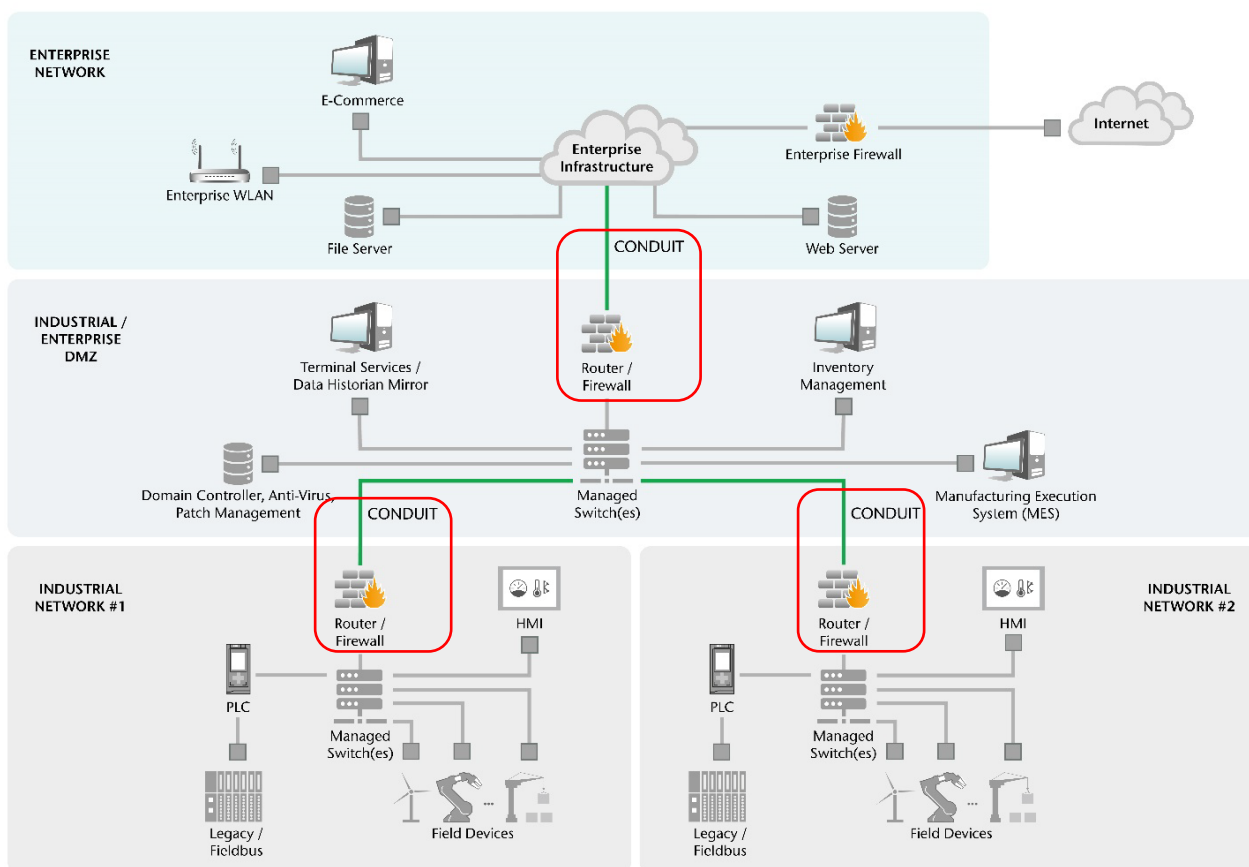 ENTERPRISE
NETWORK
E-Commerce
Enterprise
Infrastructure
Enterprise Firewall
Internet
Enterprise WLAN
File Server
Web Server
CONDUIT
INDUSTRIAL /
ENTERPRISE
DMZ
Terminal Services /
Data Historian Mirror
Router /
Firewall
Inventory
Management
Domain Controller, Anti-Virus,
Patch Management
Managed
Switch(es)
Manufacturing Execution
System (MES)
CONDUIT
CONDUIT
INDUSTRIAL
NETWORK #1
Router /
Firewall
HMI
PLC
Managed
Switch(es)
Legacy /
Fieldbus
...
Field Devices
INDUSTRIAL
NETWORK #2
Router /
Firewall
HMI
PLC
Managed
Switch(es)
Legacy /
Fieldbus
...
Field Devices